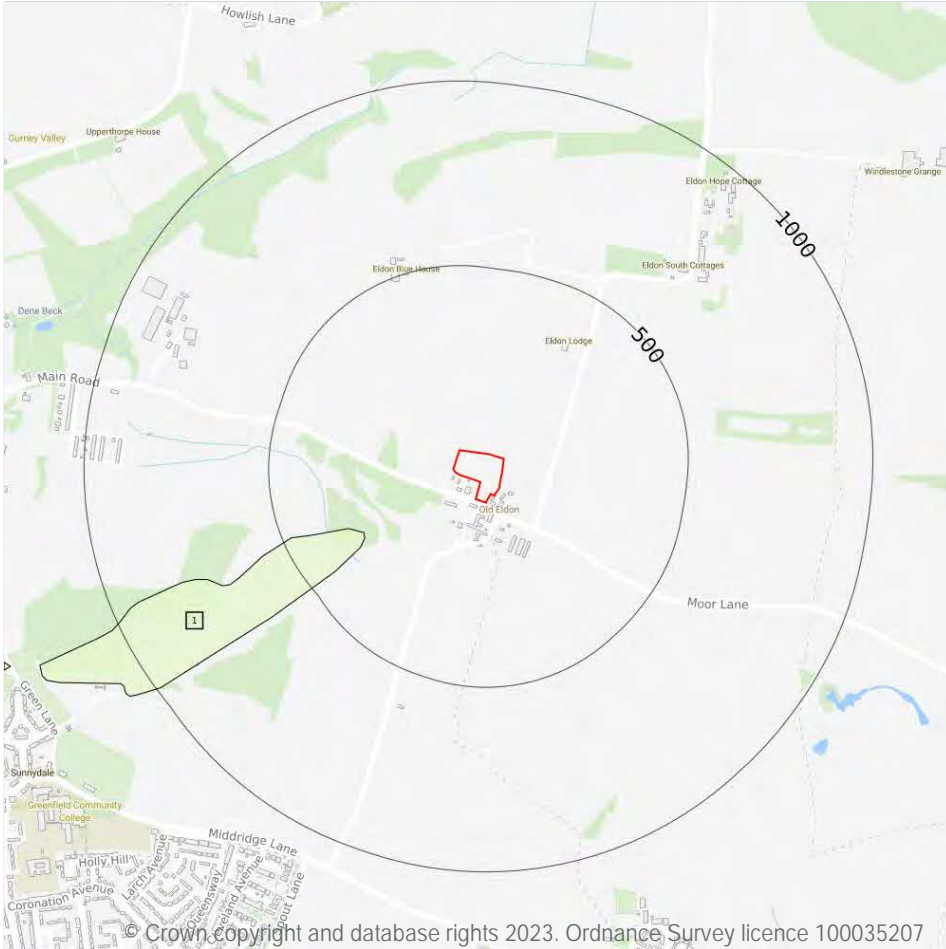 Howlish Lane
Gurney Valley
Upperthorpe House
Windlestone Grange
Eldon Hope Cottage
1000
Eldon Blue House
Eldon South Cottages
Dene Beck
500
Eldon Lodge
Main Road
Old Eldon
Moor Lane
1
Green Lane
Sunnydale
Greenfield Community
College
Middridge Lane
Holly Hill
Larch Avenue
Coronation Avenue
Queensway
© Crown copyright and database rights 2023. Ordnance Survey licence 100035207